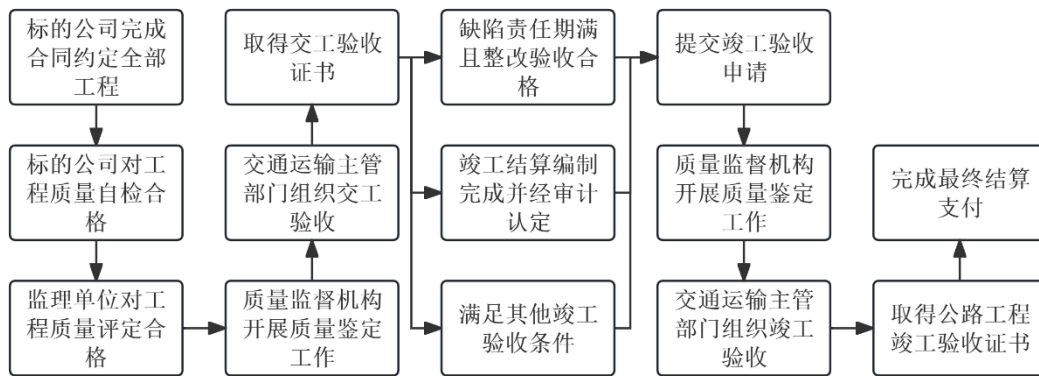 标的公司完成
合同约定全部
工程
标的公司对工
程质量自检合
格
监理单位对工
程质量评定合
格
质量监督机构
开展质量鉴定
工作
交通运输主管
部门组织交工
验收
取得交工验收
证书
缺陷责任期满
且整改验收合
格
竣工结算编制
完成并经审计
认定
满足其他竣工
验收条件
提交竣工验收
申请
质量监督机构
开展质量鉴定
工作
交通运输主管
部门组织竣工
验收
取得公路工程
竣工验收证书
完成最终结算
支付